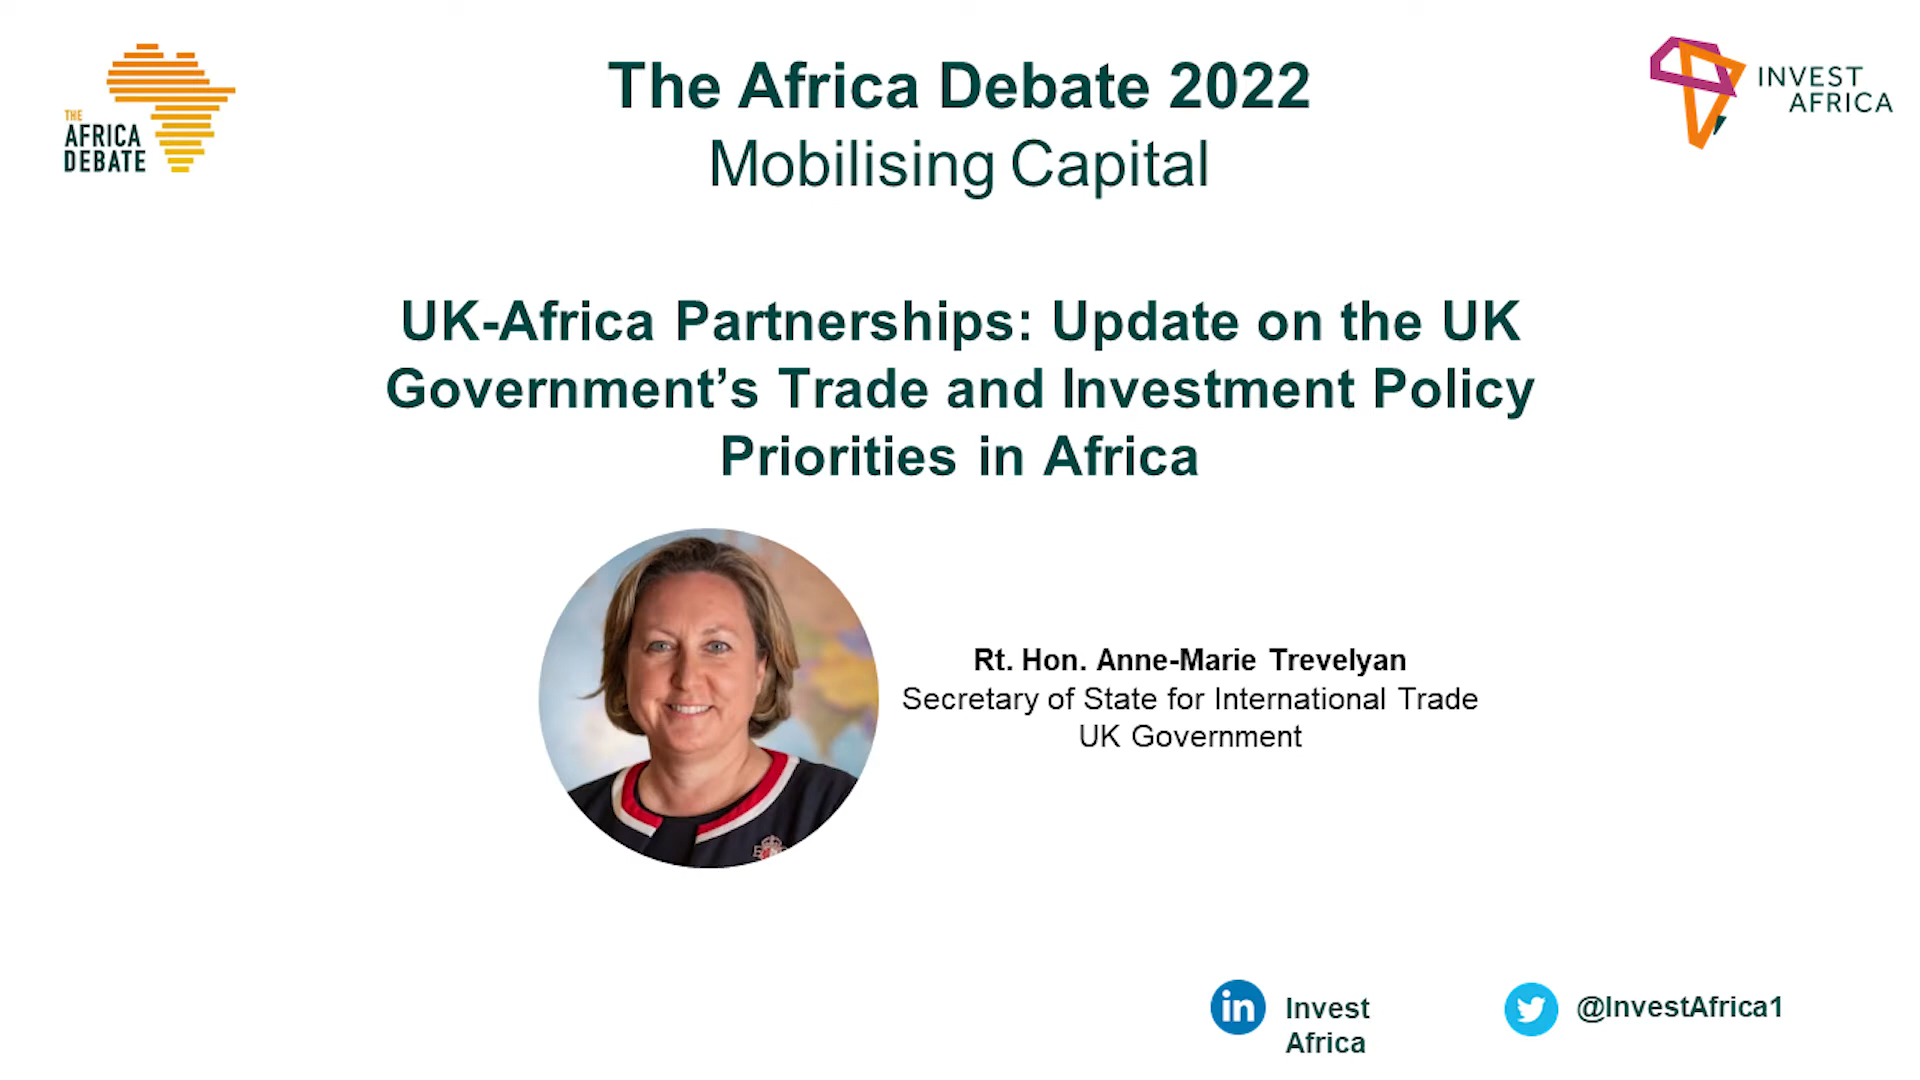 THE
AFRICA
DEBATE
The Africa Debate 2022
Mobilising Capital
INVEST
AFRICA
UK-Africa Partnerships: Update on the UK
Government’s Trade and Investment Policy
Priorities in Africa
Rt. Hon. Anne-Marie Trevelyan
Secretary of State for International Trade
UK Government
in
Invest
Africa
@InvestAfrica1